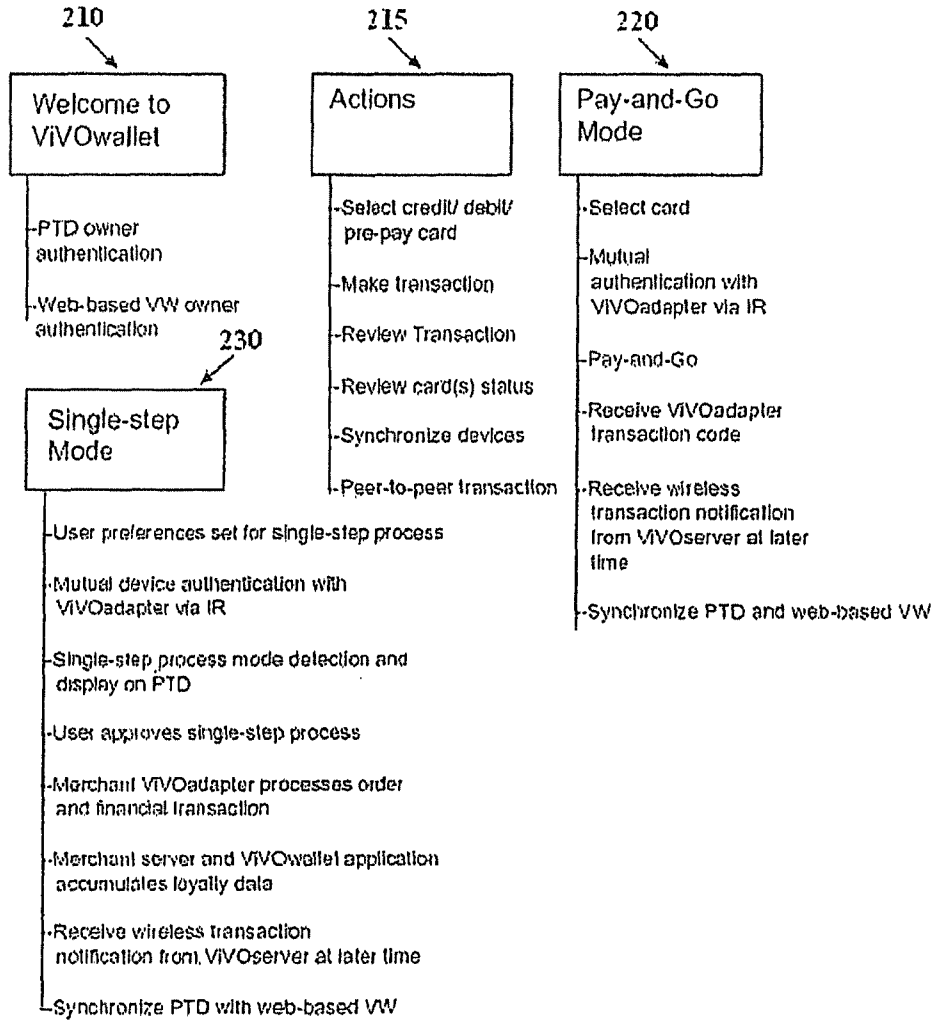 210
Welcome to
ViVOwallet
PTD owner
authentication
Web-based VW owner
authentication
215
Actions
Select credit/ debit/
pre-pay card
Make transaction
Review Transaction
Review card(s) status
Synchronize devices
Peer-to-peer transaction
220
Pay-and-Go
Mode
Select card
Mutual
authentication with
ViVOadapter via IR
Pay-and-Go
Receive ViVOadapter
transaction code
Receive wireless
transaction notification
from ViVOserver at later
time
Synchronize PTD and web-based VW
230
Single-step
Mode
User preferences set for single-step process
Mutual device authentication with
ViVOadapter via IR
Single-step process mode detection and
display on PTD
User approves single-step process
Merchant ViVOadapter processes order
and financial transaction
Merchant server and ViVOwallet application
accumulates loyalty data
Receive wireless transaction
notification from ViVOserver at later time
Synchronize PTD with web-based VW